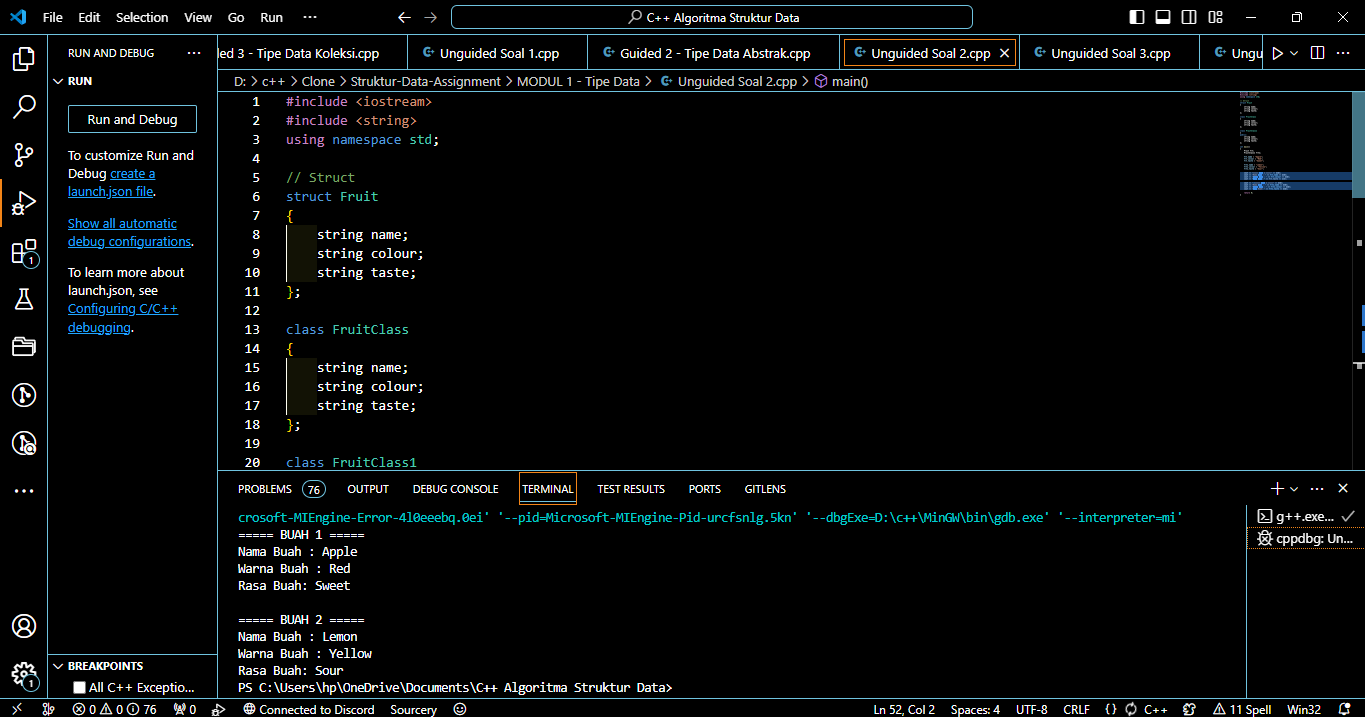 File Edit Selection View Go Run ··· C++ Algoritma Struktur Data
RUN AND DEBUG ···
RUN
Run and Debug
To customize Run and
Debug create a
launch.json file.
Show all automatic
debug configurations.
To learn more about
launch.json, see
Configuring C/C++
debugging.
BREAKPOINTS
All C++ Exceptio...
led 3 - Tipe Data Koleksi.cpp Unguided Soal 1.cpp Guided 2 - Tipe Data Abstrak.cpp Unguided Soal 2.cpp Unguided Soal 3.cpp Ungu
D: > c++ > Clone > Struktur-Data-Assignment > MODUL 1 - Tipe Data > Unguided Soal 2.cpp > main()
1 #include <iostream>
2 #include <string>
3 using namespace std;
4
5 // Struct
6 struct Fruit
7 {
8 string name;
9 string colour;
10 string taste;
11 };
12
13 class FruitClass
14 {
15 string name;
16 string colour;
17 string taste;
18 };
19
20 class FruitClass1
PROBLEMS 76 OUTPUT DEBUG CONSOLE TERMINAL TEST RESULTS PORTS GITLENS
crosoft-MIEngine-Error-4l0eeebq.0ei' '--pid=Microsoft-MIEngine-Pid-urcfsnlg.5kn' '--dbgExe=D:\c++\MinGW\bin\gdb.exe' '--interpreter=mi'
===== BUAH 1 =====
Nama Buah : Apple
Warna Buah : Red
Rasa Buah: Sweet
===== BUAH 2 =====
Nama Buah : Lemon
Warna Buah : Yellow
Rasa Buah: Sour
PS C:\Users\hp\OneDrive\Documents\C++ Algoritma Struktur Data>
g++.exe...
cppdbg: Un...
1
1
0 0 76 0 Connected to Discord Sourcery Ln 52, Col 2 Spaces: 4 UTF-8 CRLF {} C++ 11 Spell Win32